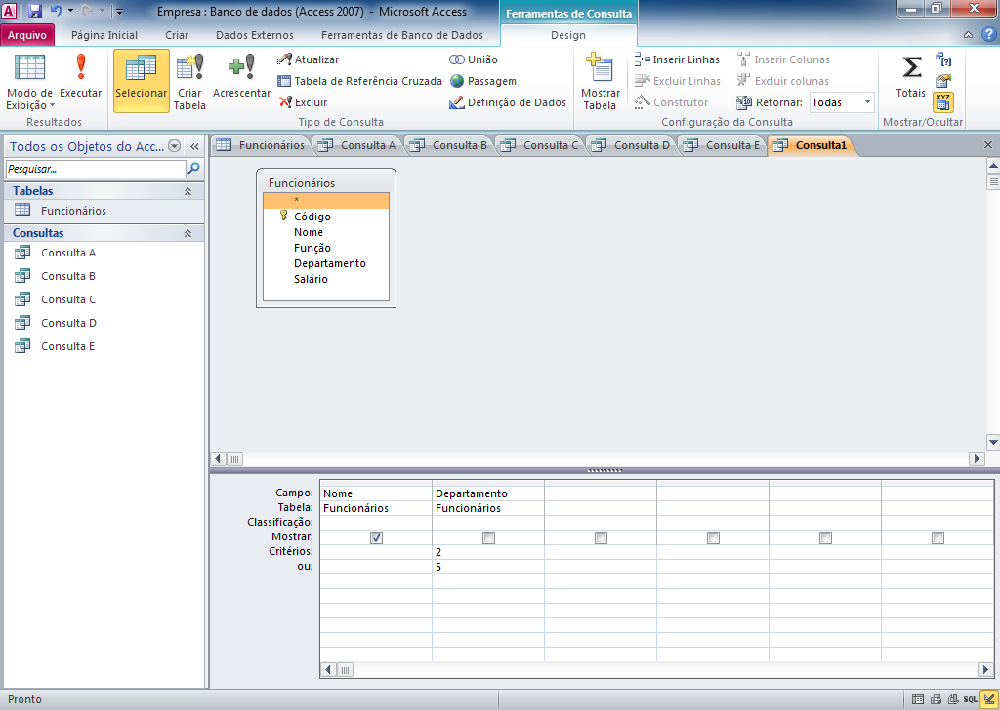 Empresa : Banco de dados (Access 2007) - Microsoft Access
Ferramentas de Consulta
Arquivo Página Inicial Criar Dados Externos Ferramentas de Banco de Dados Design
Modo de Exibição
Executar
Resultados
Selecionar
Criar Tabela
Acrescentar
Atualizar
Tabela de Referência Cruzada
Excluir
União
Passagem
Definição de Dados
Tipo de Consulta
Mostrar Tabela
Inserir Linhas
Excluir Linhas
Construtor
Inserir Colunas
Excluir colunas
Retornar: Todas
Configuração da Consulta
Totais
XYZ
Mostrar/Ocultar
Todos os Objetos do Acc...
Pesquisar...
Tabelas
Funcionários
Consultas
Consulta A
Consulta B
Consulta C
Consulta D
Consulta E
Funcionários Consulta A Consulta B Consulta C Consulta D Consulta E Consulta1
Funcionários
*
Código
Nome
Função
Departamento
Salário
Campo: Nome Departamento
Tabela: Funcionários Funcionários
Classificação:
Mostrar:
Critérios: 2
ou: 5
Pronto
SQL